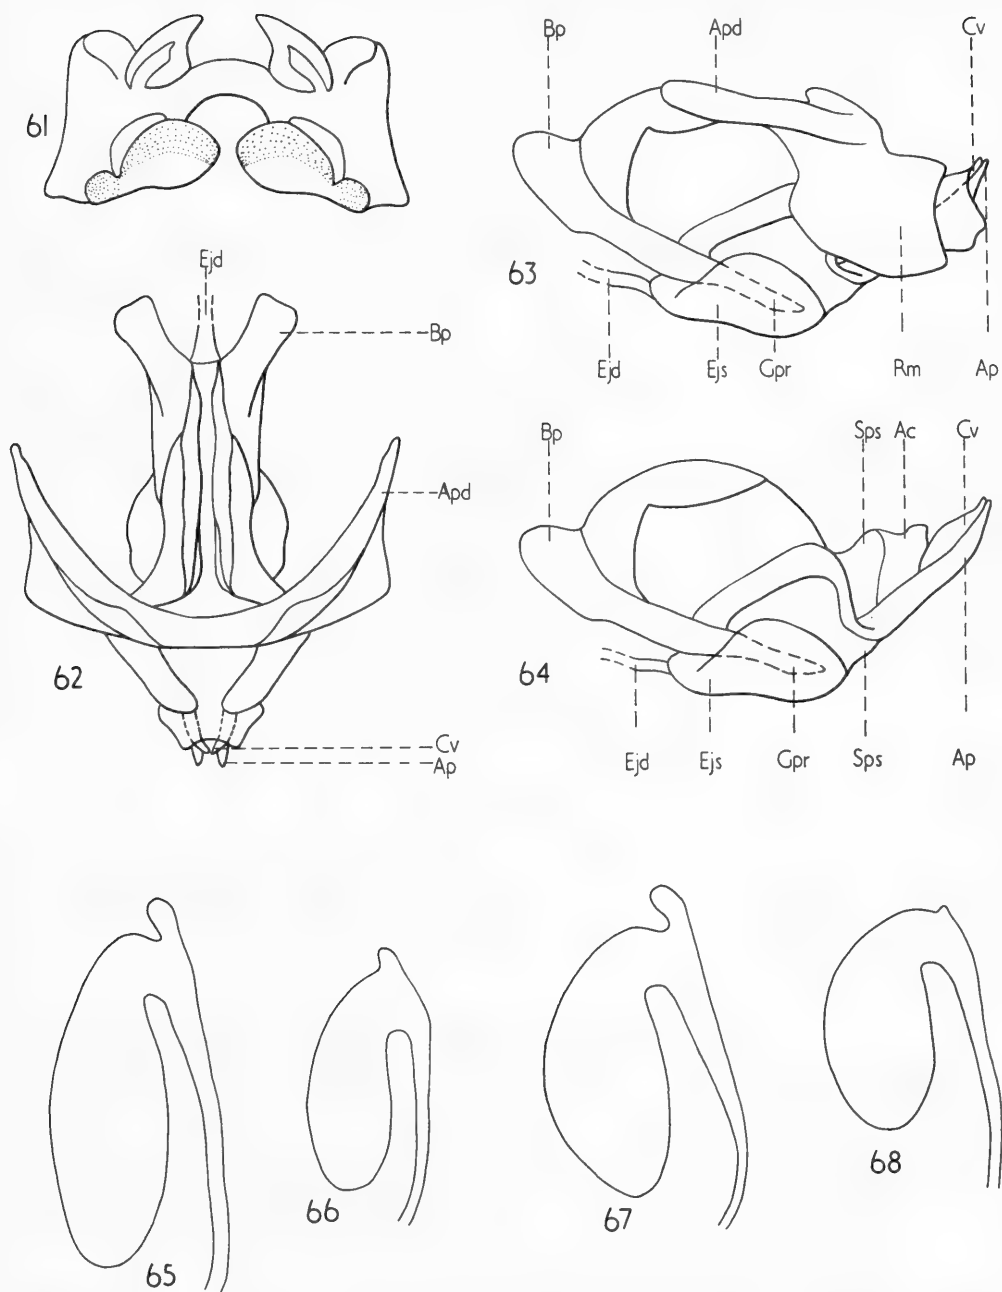 61
Bp Apd Cv
63
Ejd Ejs Gpr Rm Ap
Ejd
Bp
Apd
62
Cv
Ap
Bp Sps Ac Cv
64
Ejd Ejs Gpr Sps Ap
65
66
67
68